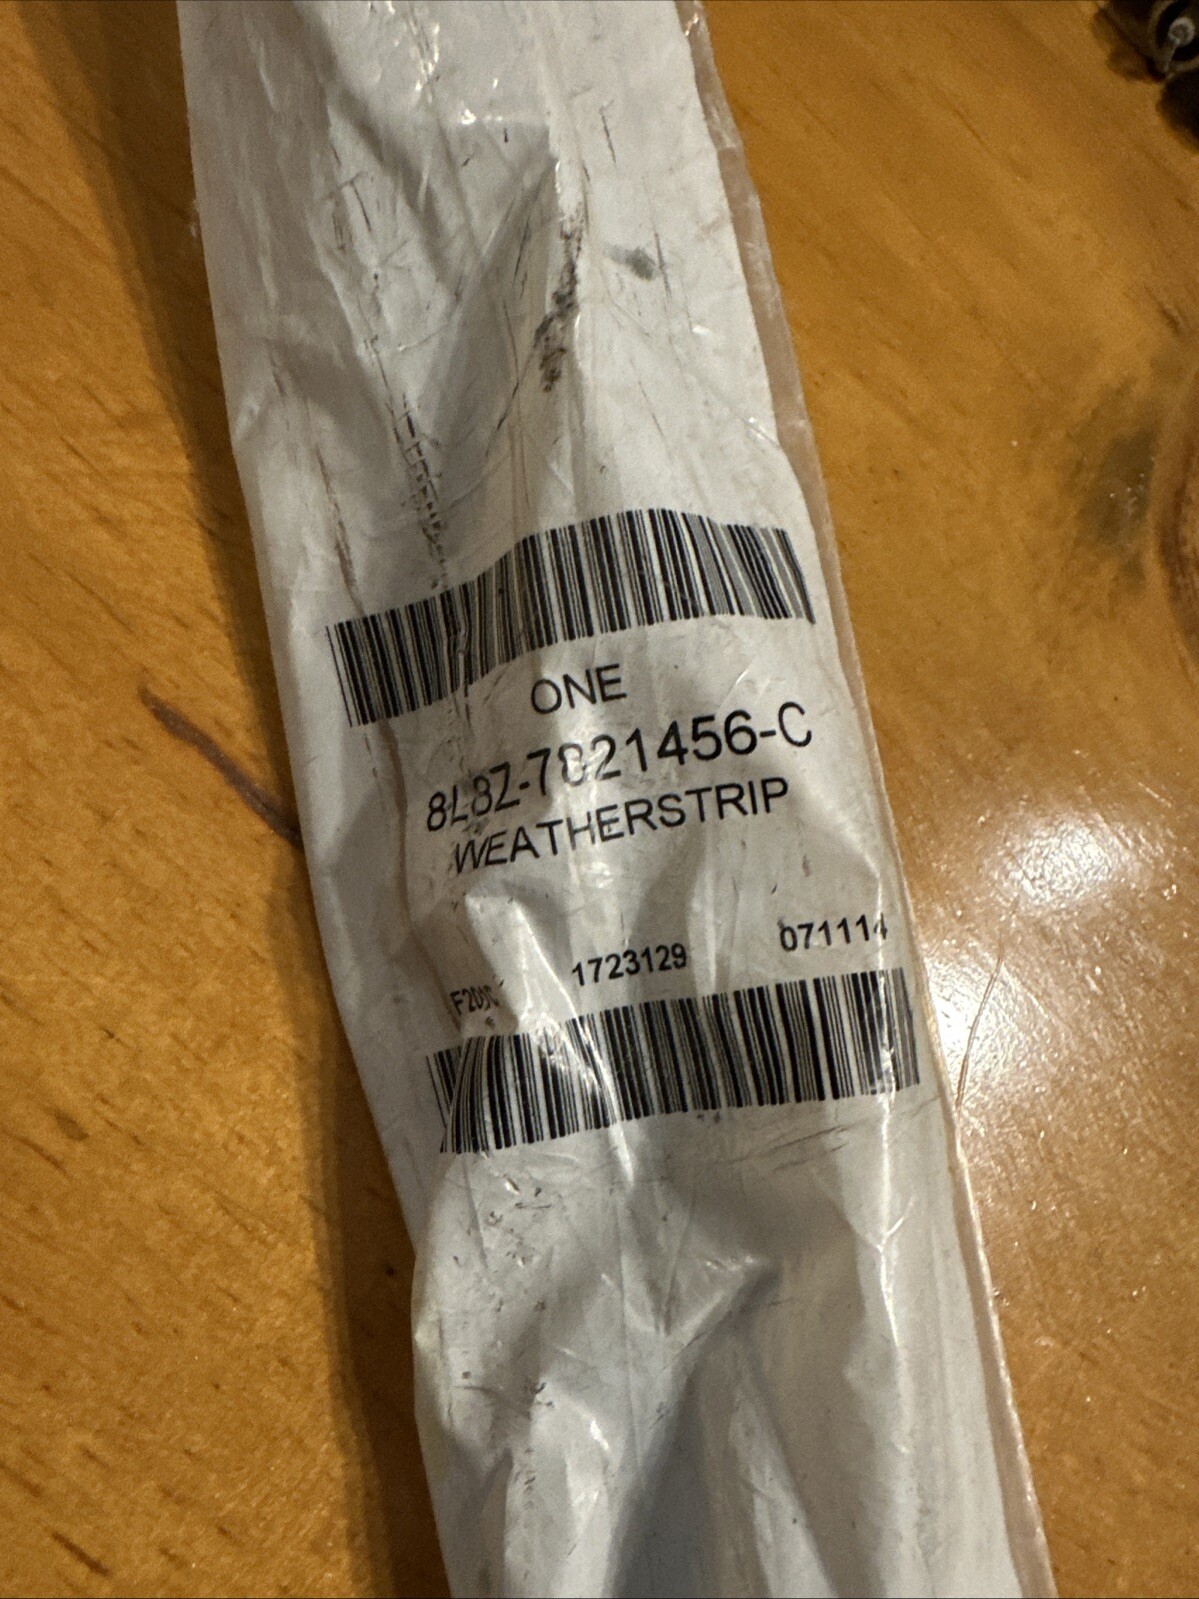 ONE
8L8Z-7821456-C
WEATHERSTRIP
1723129 071114